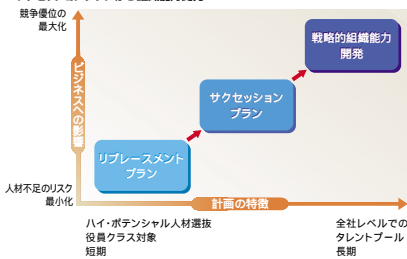 競争優位の
最大化
戦略的組織能力
開発
ビジネスへの影響
サクセッション
プラン
リプレースメント
プラン
人材不足のリスク
最小化
計画の特徴
ハイ・ポテンシャル人材選抜
役員クラス対象
短期
全社レベルでの
タレントプール
長期